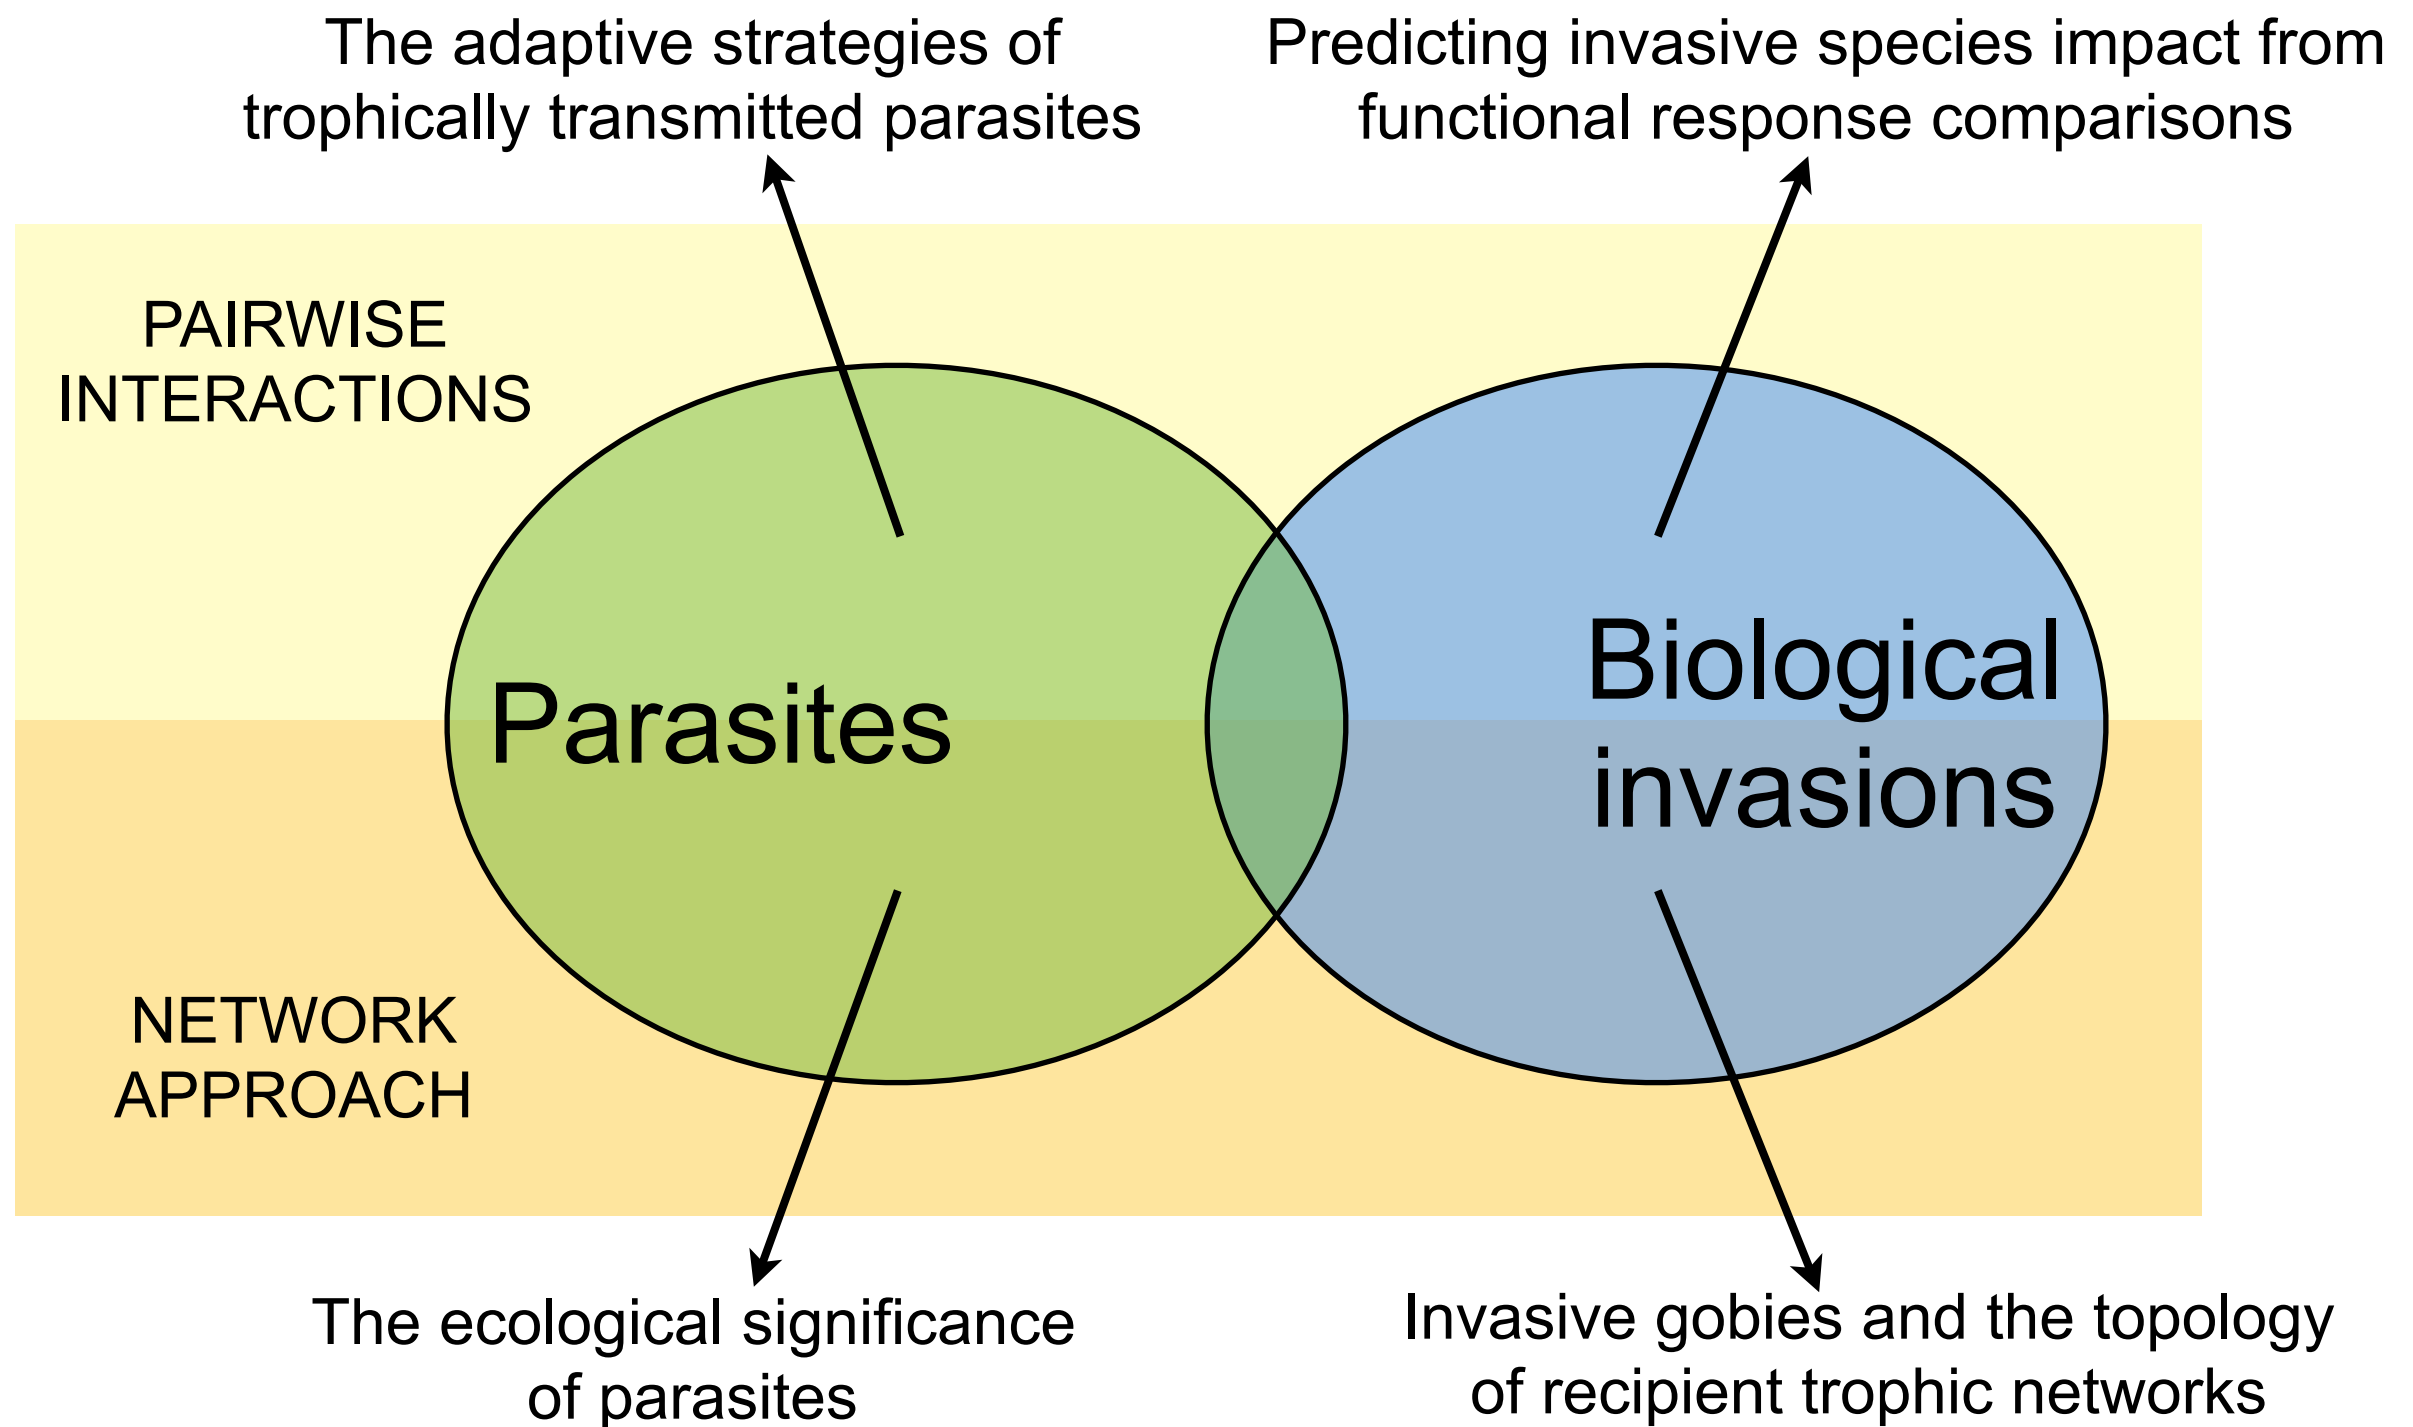 The adaptive strategies of
trophically transmitted parasites
Predicting invasive species impact from
functional response comparisons
PAIRWISE
INTERACTIONS
Parasites
Biological
invasions
NETWORK
APPROACH
The ecological significance
of parasites
Invasive gobies and the topology
of recipient trophic networks